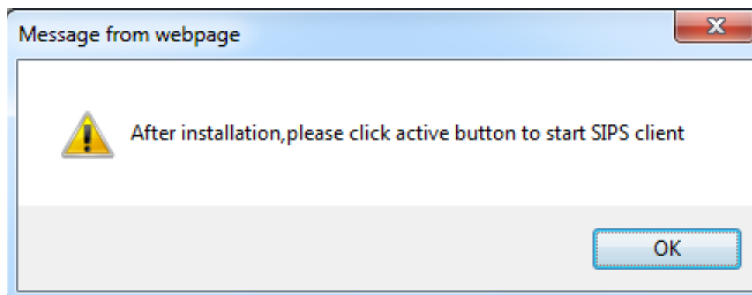 Message from webpage
After installation,please click active button to start SIPS client
OK